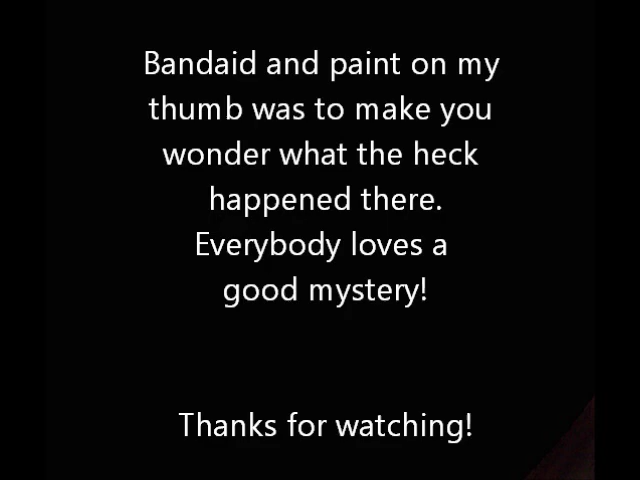 Bandaid and paint on my
thumb was to make you
wonder what the heck
happened there.
Everybody loves a
good mystery!
Thanks for watching!